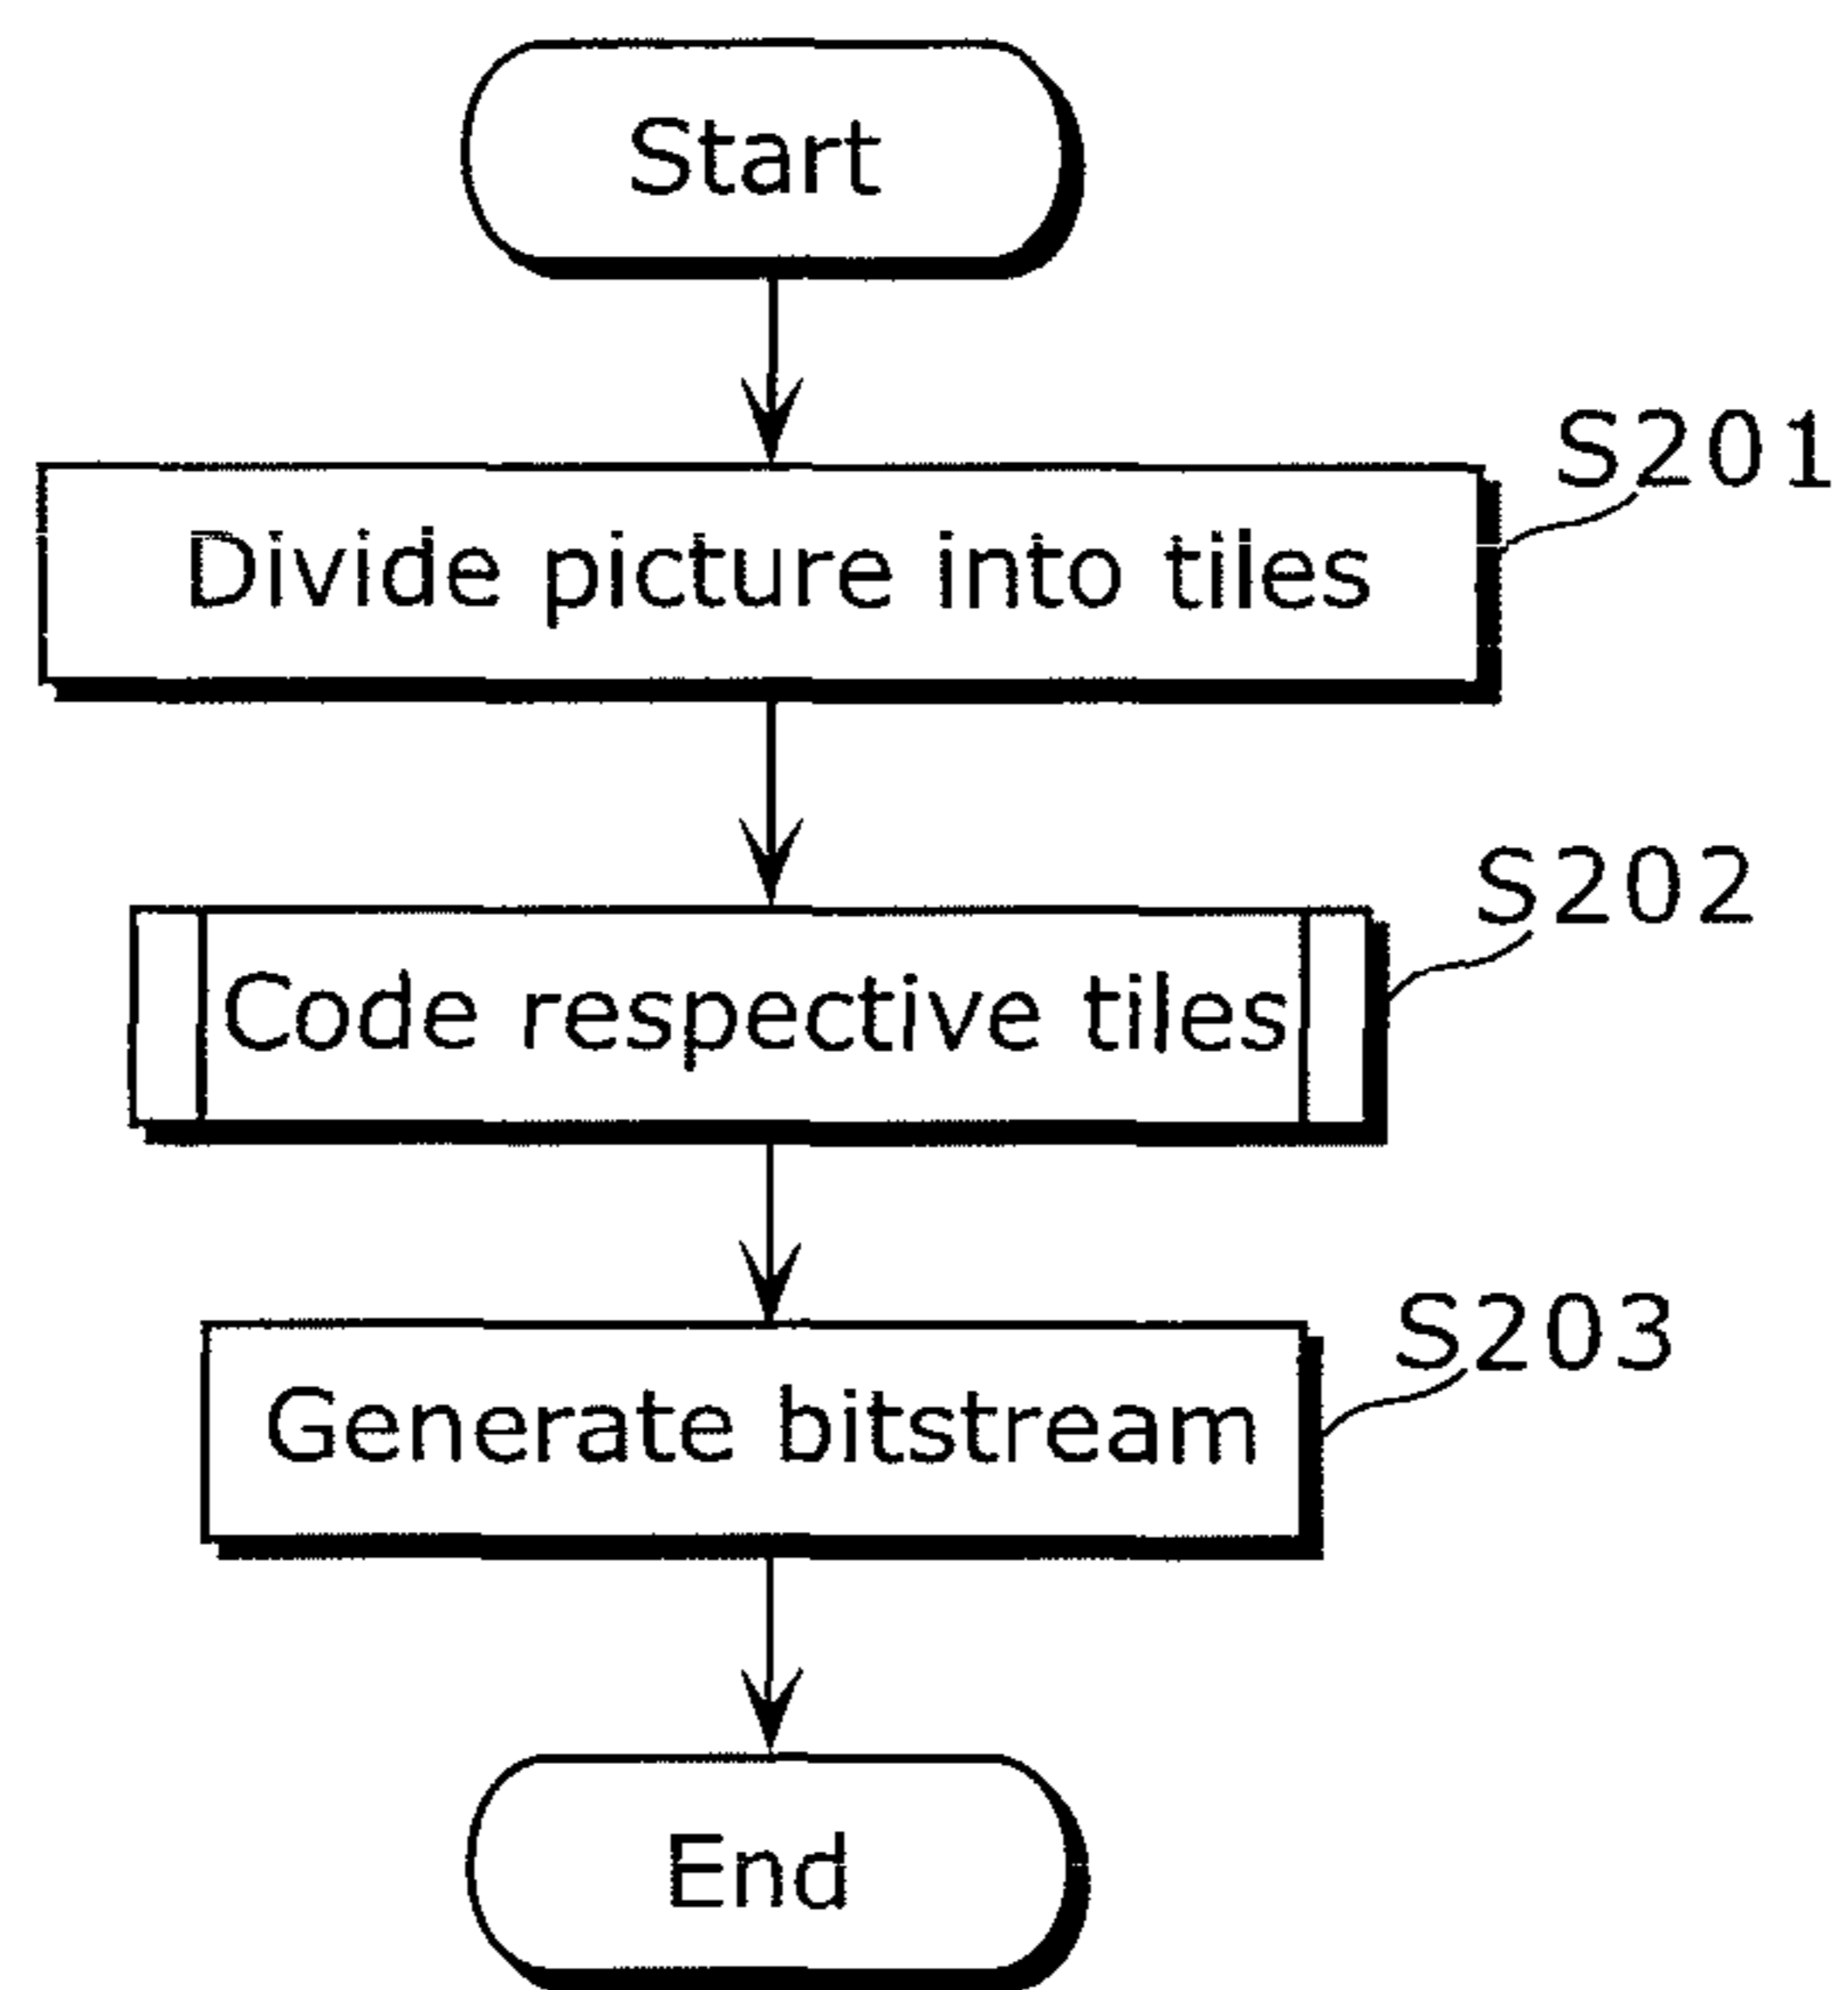 Start
S201
Divide picture into tiles
S202
Code respective tiles
S203
Generate bitstream
End